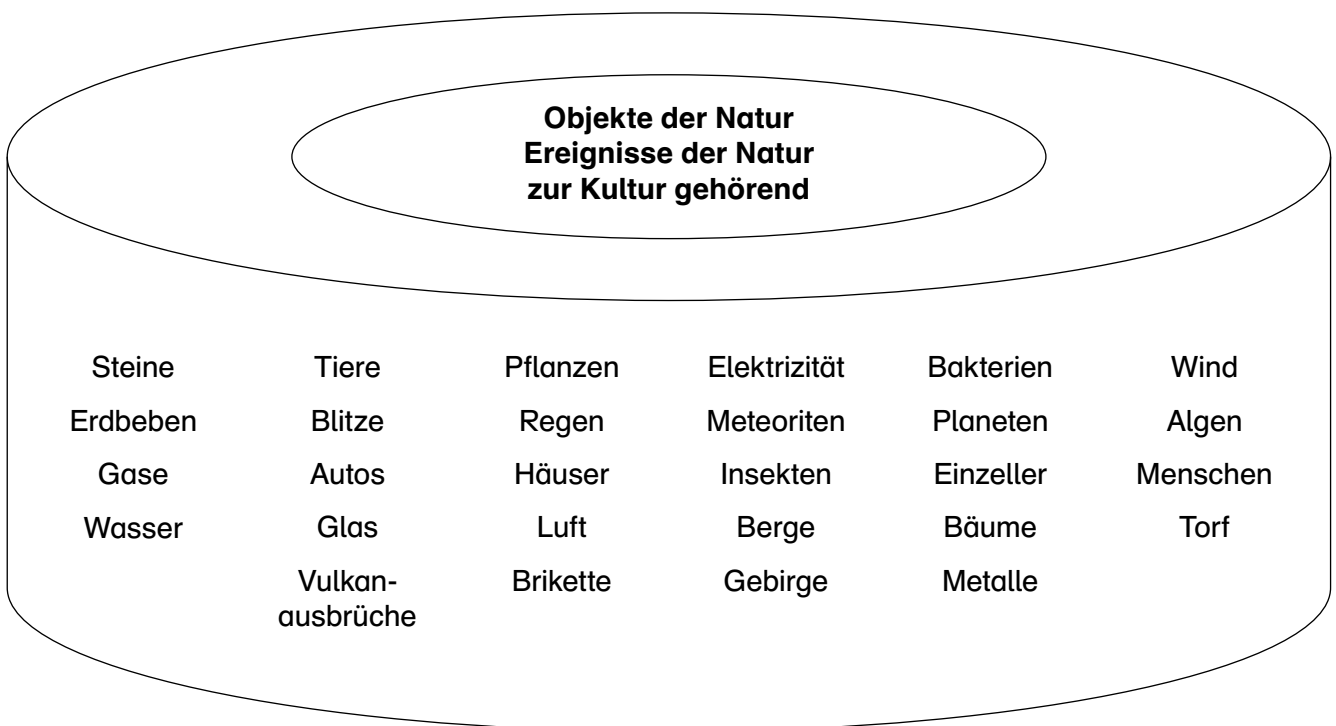 Objekte der Natur
Ereignisse der Natur
zur Kultur gehörend
Steine Tiere Pflanzen Elektrizität Bakterien Wind
Erdbeben Blitze Regen Meteoriten Planeten Algen
Gase Autos Häuser Insekten Einzeller Menschen
Wasser Glas Luft Berge Bäume Torf
Vulkan- Brikette Gebirge Metalle
ausbrüche